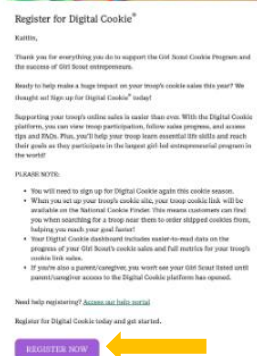 Register for Digital Cookie®
Kaitlin,
Thank you for everything you do to support the Girl Scout Cookie Program and
the success of Girl Scout entrepreneurs.
Ready to help make a huge impact on your troop's cookie sales this year? We
thought so! Sign up for Digital Cookie® today!
Supporting your troop's online sales is easier than ever. With the Digital Cookie
platform, you can view troop participation, follow sales progress, and access
tips and FAQs. Plus, you'll help your troop learn essential life skills and reach
their goals as they participate in the largest girl-led entrepreneurial program in
the world!
PLEASE NOTE:
• You will need to sign up for Digital Cookie again this cookie season.
• When you set up your troop's cookie site, your troop cookie link will be
available on the National Cookie Finder. This means customers can find
you when searching for a troop near them to order shipped cookies from,
helping you reach your goal faster!
• Your Digital Cookie dashboard includes easier-to-read data on the
progress of your Girl Scout's cookie sales and full metrics for your troop's
cookie link sales.
• If you're also a parent/caregiver, you won't see your Girl Scout listed until
parent/caregiver access to the Digital Cookie platform has opened.
Need help registering? Access our help portal
Register for Digital Cookie today and get started.
REGISTER NOW